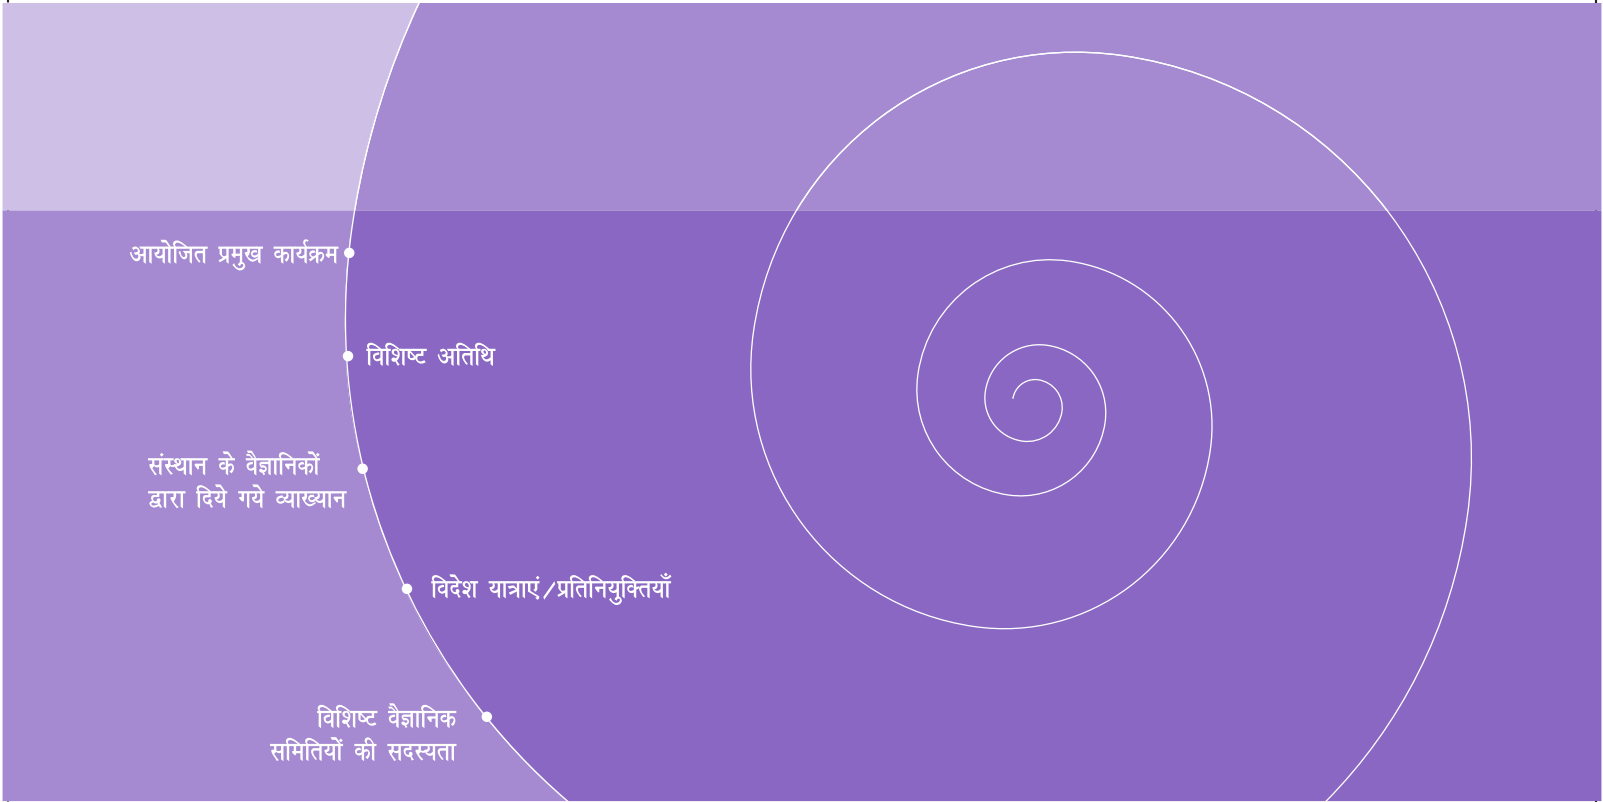 आयोजित प्रमुख कार्यक्रम
विशिष्ट अतिथि
संस्थान के वैज्ञानिकों
द्वारा दिये गये व्याख्यान
विदेश यात्राएं/प्रतिनियुक्तियाँ
विशिष्ट वैज्ञानिक
समितियों की सदस्यता